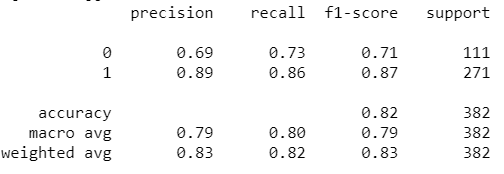 precision recall f1-score support
0 0.69 0.73 0.71 111
1 0.89 0.86 0.87 271
accuracy 0.82 382
macro avg 0.79 0.80 0.79 382
weighted avg 0.83 0.82 0.83 382